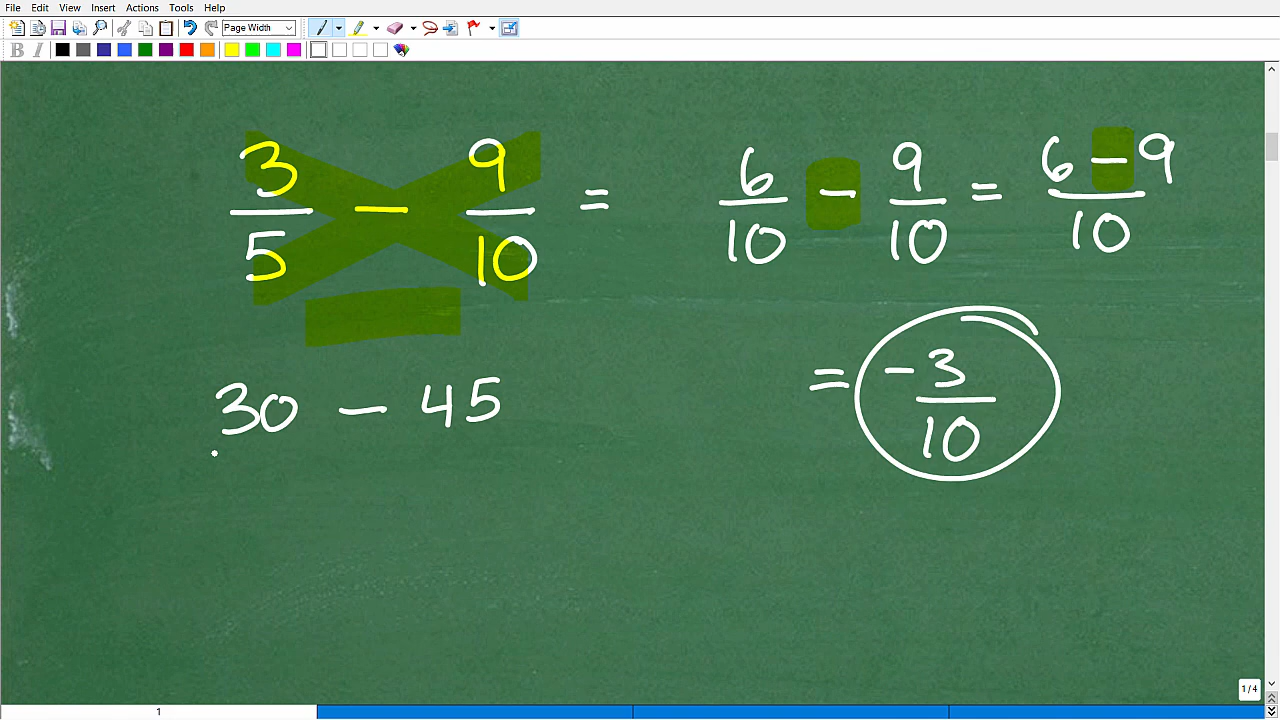 File Edit View Insert Actions Tools Help
Page Width
B I
3/5 − 9/10 = 6/10 − 9/10 = 6 − 9/10
= −3/10
30 − 45
1/4
1